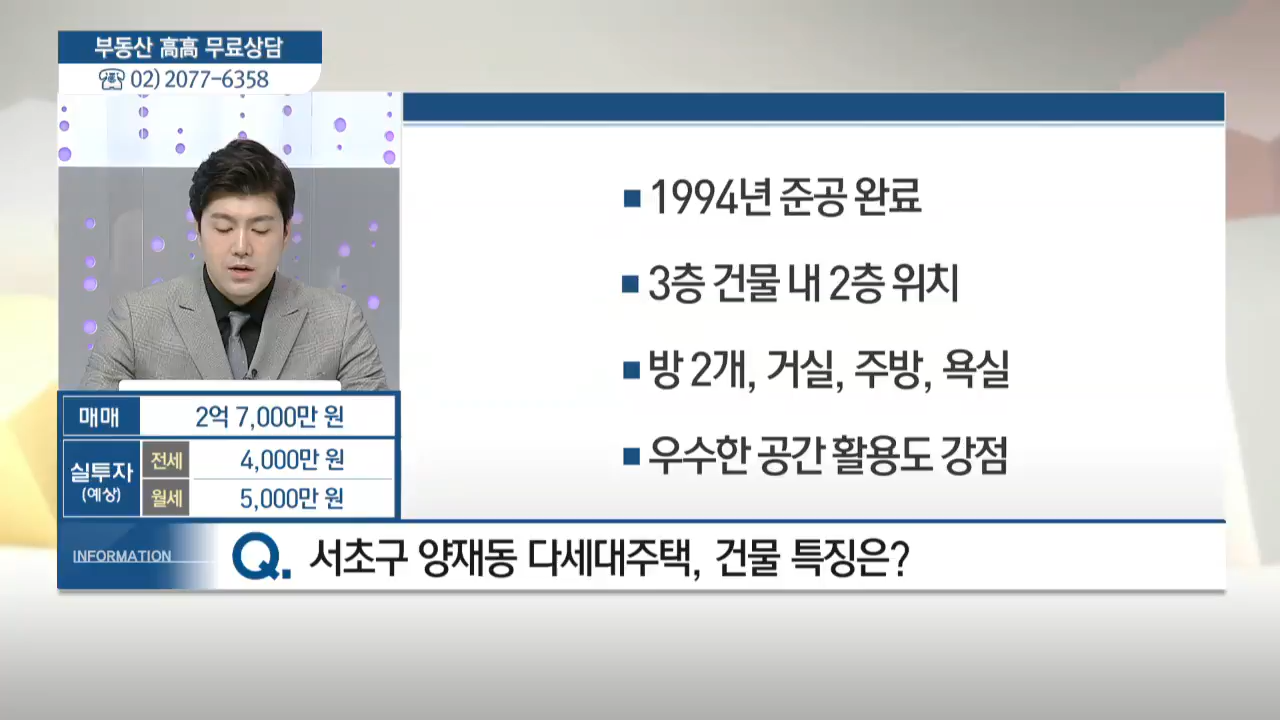 부동산 高高 무료상담
☏ 02) 2077-6358
■ 1994년 준공 완료
■ 3층 건물 내 2층 위치
■ 방 2개, 거실, 주방, 욕실
■ 우수한 공간 활용도 강점
매매 2억 7,000만 원
실투자 (예상)
전세 4,000만 원
월세 5,000만 원
INFORMATION
Q. 서초구 양재동 다세대주택, 건물 특징은?